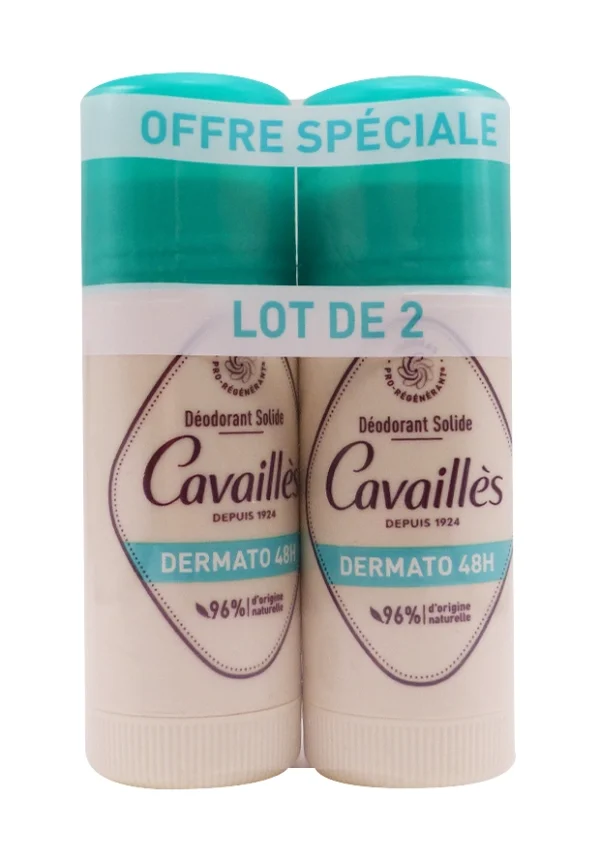 OFFRE SPÉCIALE
LOT DE 2
PRO-RÉGÉNÉRANT
Déodorant Solide
Cavaillès
DEPUIS 1924
DERMATO 48H
96% d'origine
naturelle
PRO-RÉGÉNÉRANT
Déodorant Solide
Cavaillès
DEPUIS 1924
DERMATO 48H
96% d'origine
naturelle